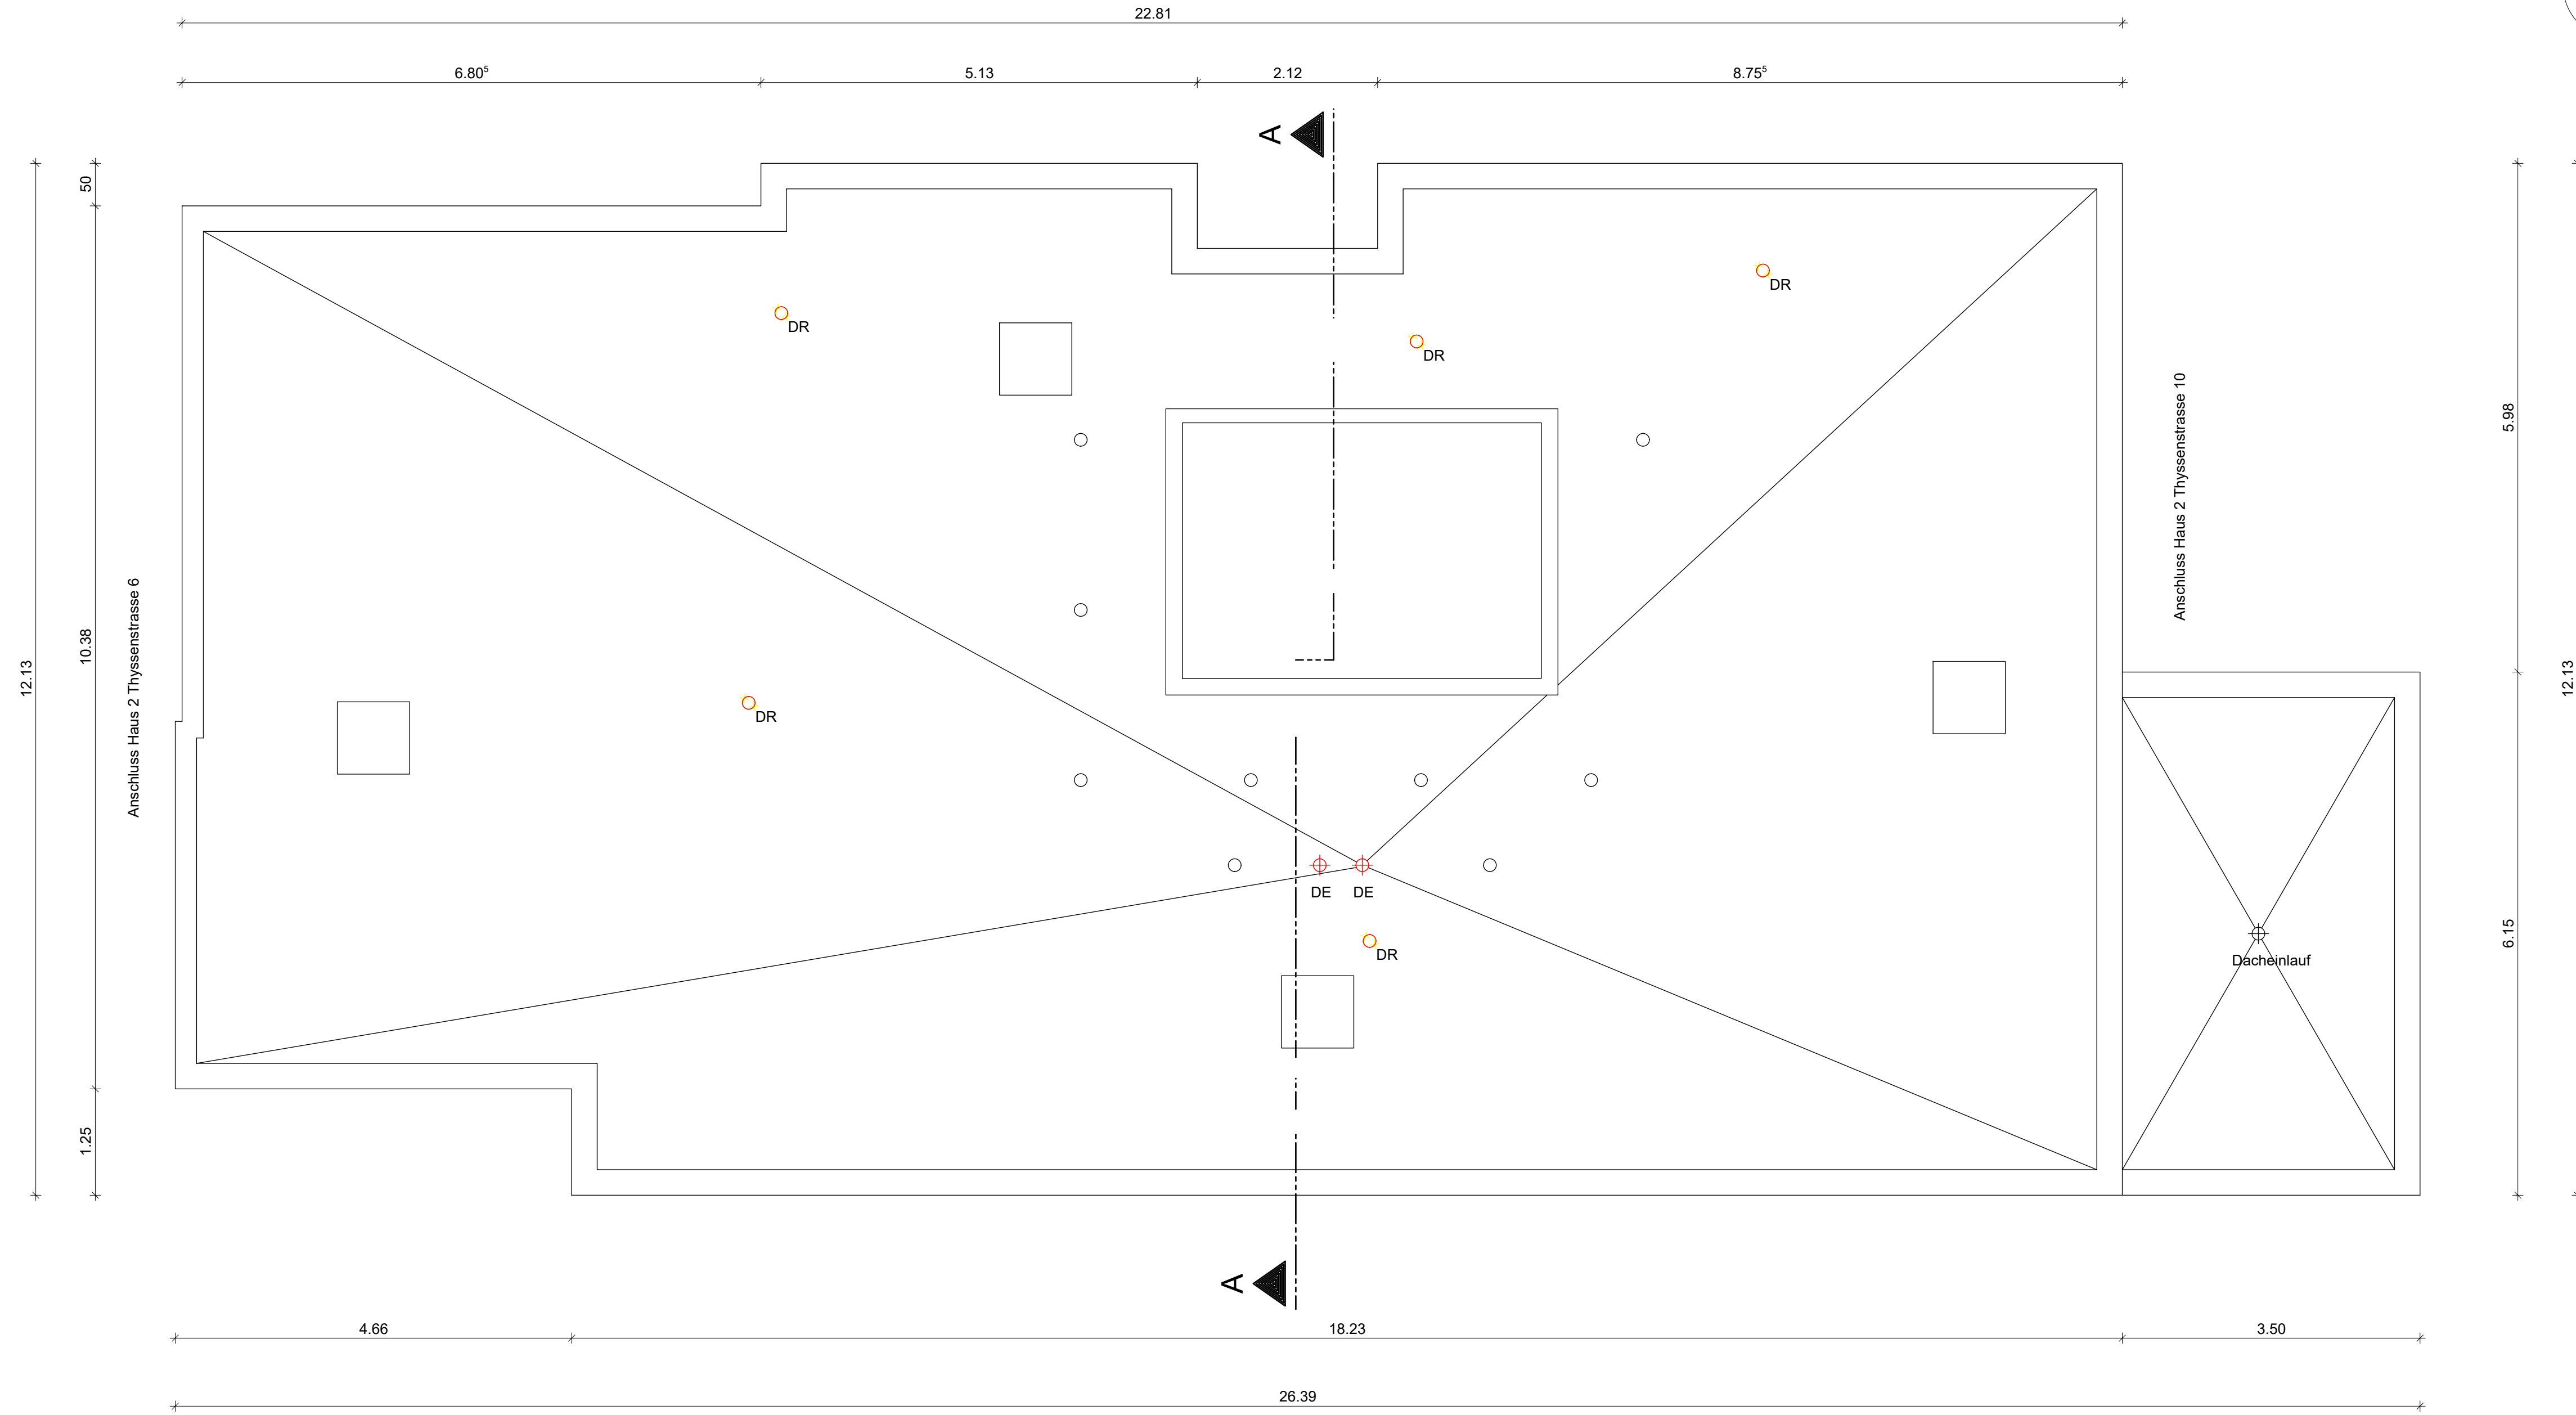 22.81
6.80⁵ 5.13 2.12 8.75⁵
A
50
DR
DR
DR
5.98
Anschluss Haus 2 Thyssenstrasse 10
12.13
10.38
Anschluss Haus 2 Thyssenstrasse 6
12.13
DR
DE DE
DR
6.15
Dacheinlauf
1.25
A
4.66 18.23 3.50
26.39